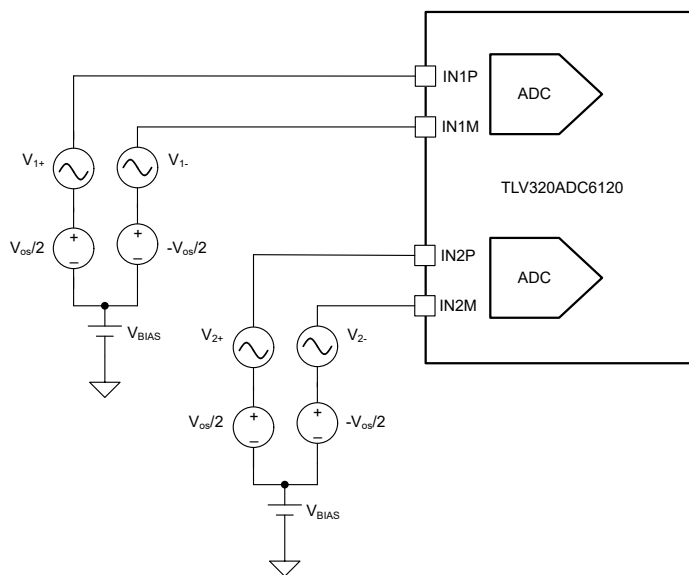 IN1P
ADC
IN1M
V1+
V1-
TLV320ADC6120
+
+
Vos/2
-Vos/2
–
–
IN2P
ADC
IN2M
VBIAS
V2+
V2-
+
+
Vos/2
-Vos/2
–
–
VBIAS